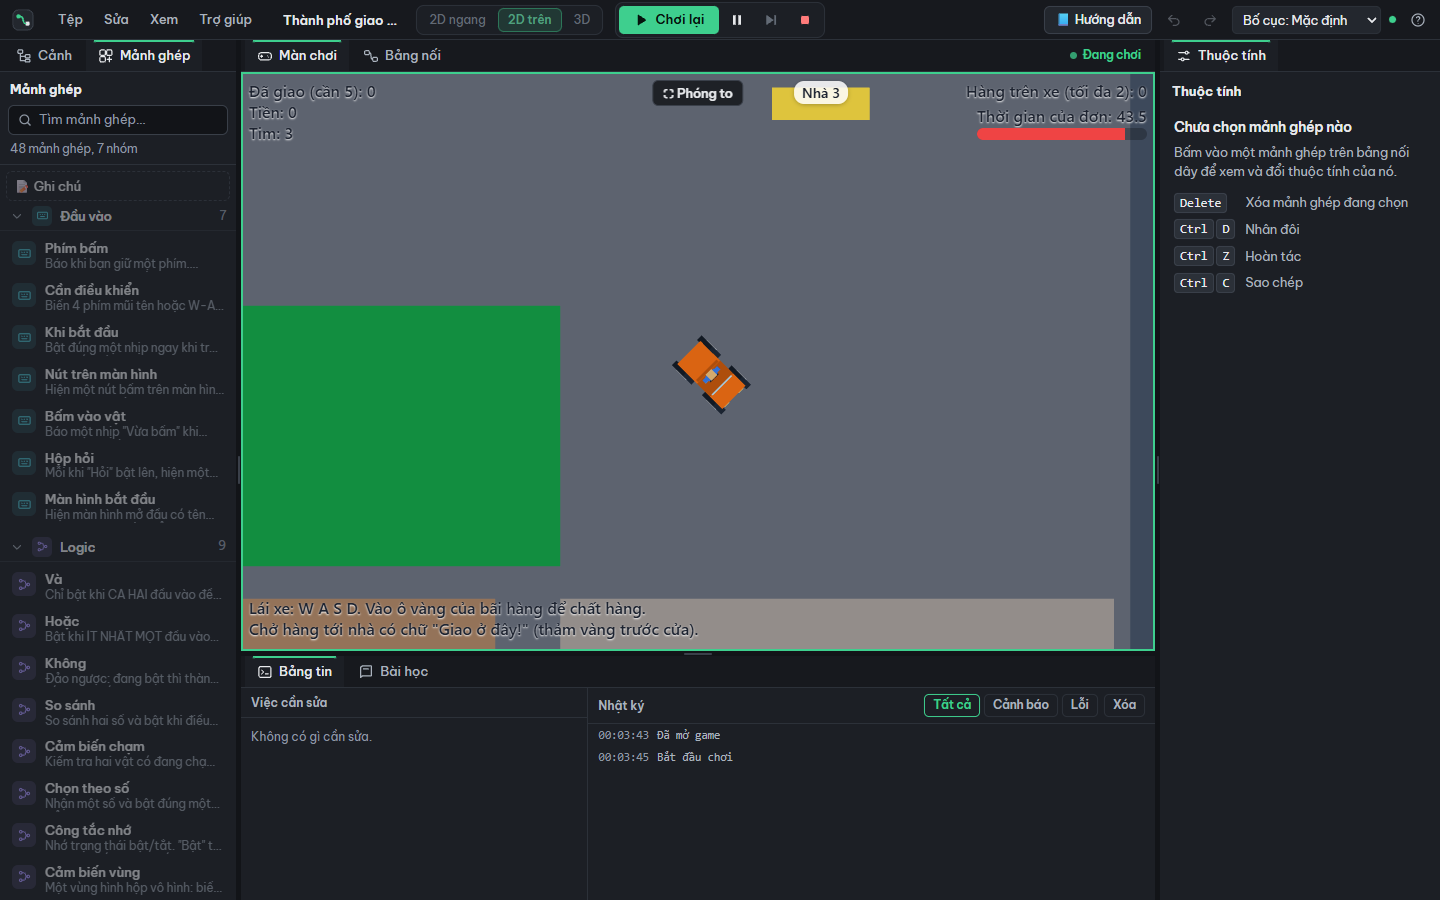 Tệp
Sửa
Xem
Trợ giúp
Thành phố giao ...
2D ngang
2D trên
3D
Chơi lại
Hướng dẫn
Bố cục: Mặc định
Cảnh
Mảnh ghép
Màn chơi
Bảng nối
Đang chơi
Thuộc tính
Mảnh ghép
Tìm mảnh ghép...
48 mảnh ghép, 7 nhóm
Ghi chú
Đầu vào 7
Phím bấm
Báo khi bạn giữ một phím....
Cần điều khiển
Biến 4 phím mũi tên hoặc W-A...
Khi bắt đầu
Bật đúng một nhịp ngay khi tr...
Nút trên màn hình
Hiện một nút bấm trên màn hìn...
Bấm vào vật
Báo một nhịp "Vừa bấm" khi...
Hộp hỏi
Mỗi khi "Hỏi" bật lên, hiện một...
Màn hình bắt đầu
Hiện màn hình mở đầu có tên...
Logic 9
Và
Chỉ bật khi CẢ HAI đầu vào đề...
Hoặc
Bật khi ÍT NHẤT MỘT đầu vào...
Không
Đảo ngược: đang bật thì thàn...
So sánh
So sánh hai số và bật khi điều...
Cảm biến chạm
Kiểm tra hai vật có đang chạ...
Chọn theo số
Nhận một số và bật đúng một...
Công tắc nhớ
Nhớ trạng thái bật/tắt. "Bật" t...
Cảm biến vùng
Một vùng hình hộp vô hình: biế...
Đã giao (cần 5): 0
Tiền: 0
Tim: 3
Phóng to
Nhà 3
Hàng trên xe (tối đa 2): 0
Thời gian của đơn: 43.5
Lái xe: W A S D. Vào ô vàng của bãi hàng để chất hàng.
Chở hàng tới nhà có chữ "Giao ở đây!" (thảm vàng trước cửa).
Bảng tin
Bài học
Việc cần sửa
Không có gì cần sửa.
Nhật ký
Tất cả
Cảnh báo
Lỗi
Xóa
00:03:43 Đã mở game
00:03:45 Bắt đầu chơi
Thuộc tính
Chưa chọn mảnh ghép nào
Bấm vào một mảnh ghép trên bảng nối
dây để xem và đổi thuộc tính của nó.
Delete Xóa mảnh ghép đang chọn
Ctrl D Nhân đôi
Ctrl Z Hoàn tác
Ctrl C Sao chép